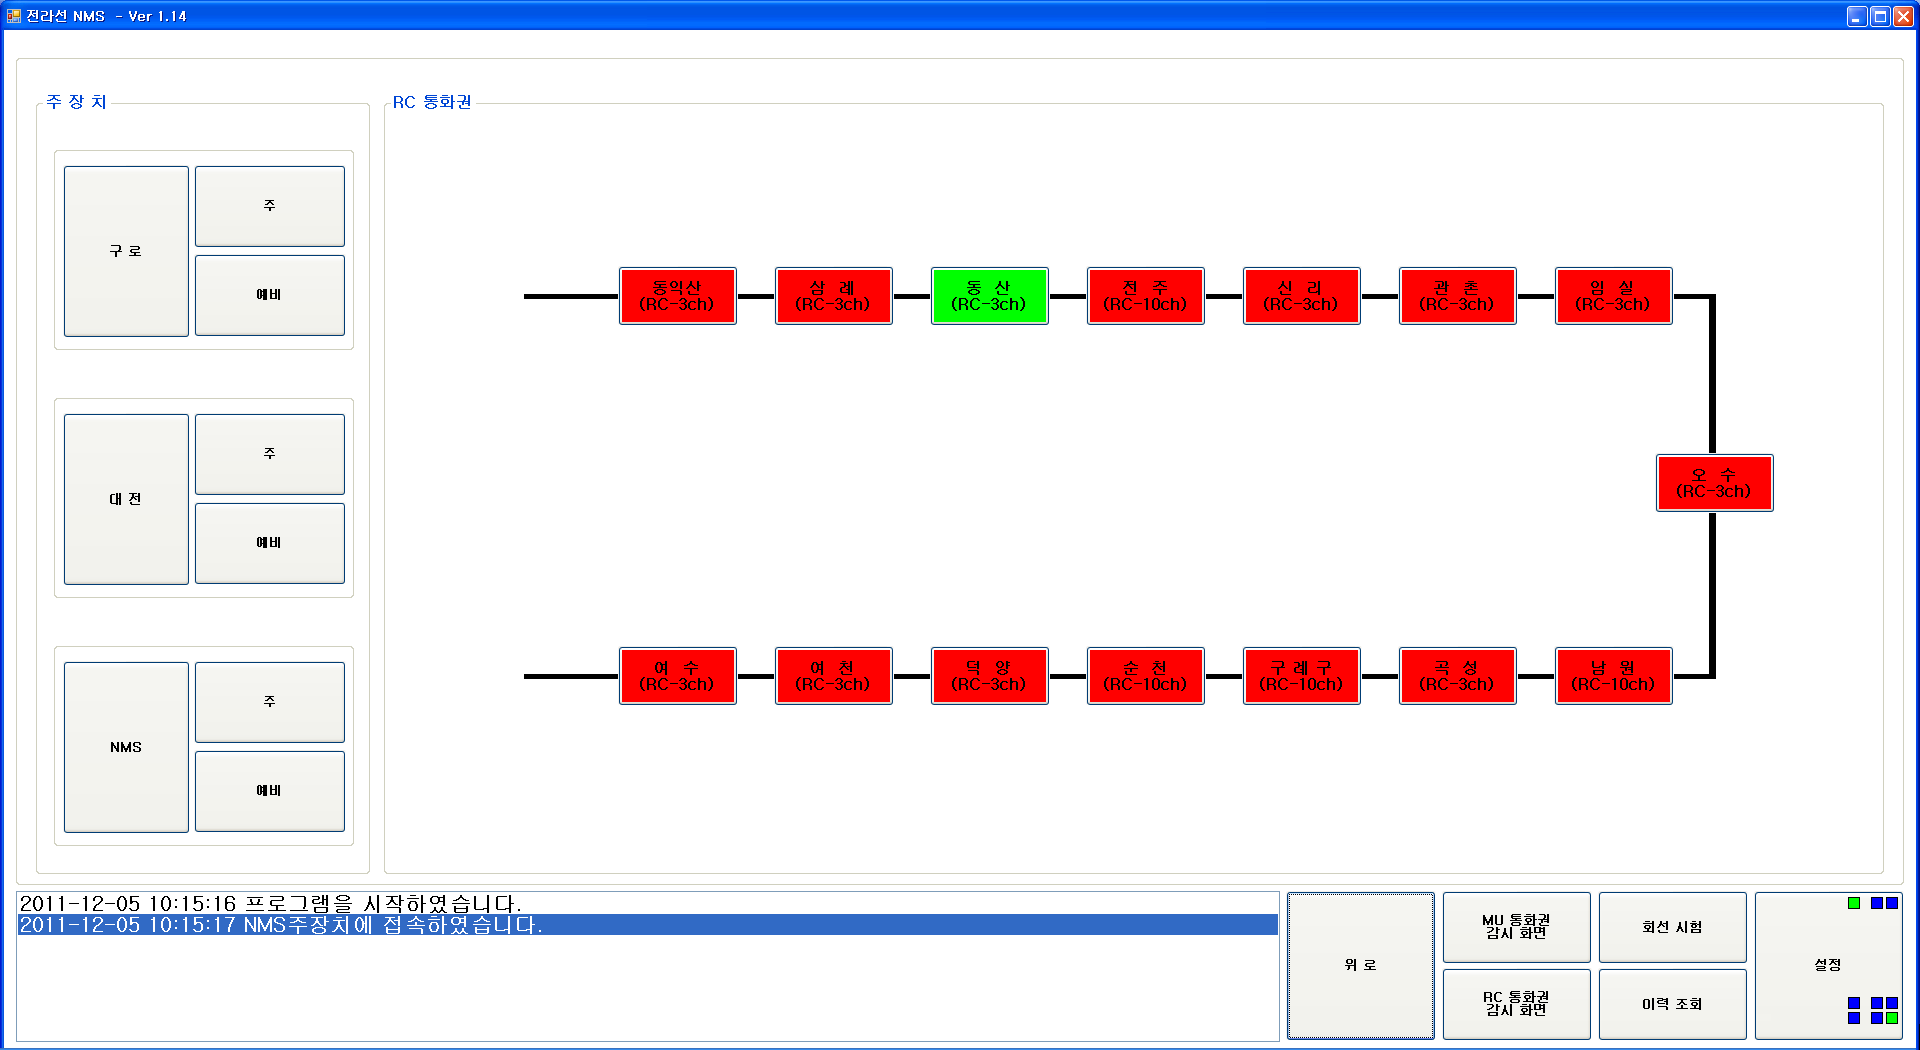 전라선 NMS - Ver 1.14
주 장 치
RC 통화권
구 로
주
예비
대 전
주
예비
NMS
주
예비
동익산
(RC-3ch)
삼 례
(RC-3ch)
동 산
(RC-3ch)
전 주
(RC-10ch)
신 리
(RC-3ch)
관 촌
(RC-3ch)
임 실
(RC-3ch)
오 수
(RC-3ch)
여 수
(RC-3ch)
여 천
(RC-3ch)
덕 양
(RC-3ch)
순 천
(RC-10ch)
구 례 구
(RC-10ch)
곡 성
(RC-3ch)
남 원
(RC-10ch)
2011-12-05 10:15:16 프로그램을 시작하였습니다.
2011-12-05 10:15:17 NMS주장치에 접속하였습니다.
위 로
MU 통화권
감시 화면
RC 통화권
감시 화면
회선 시험
이력 조회
설정